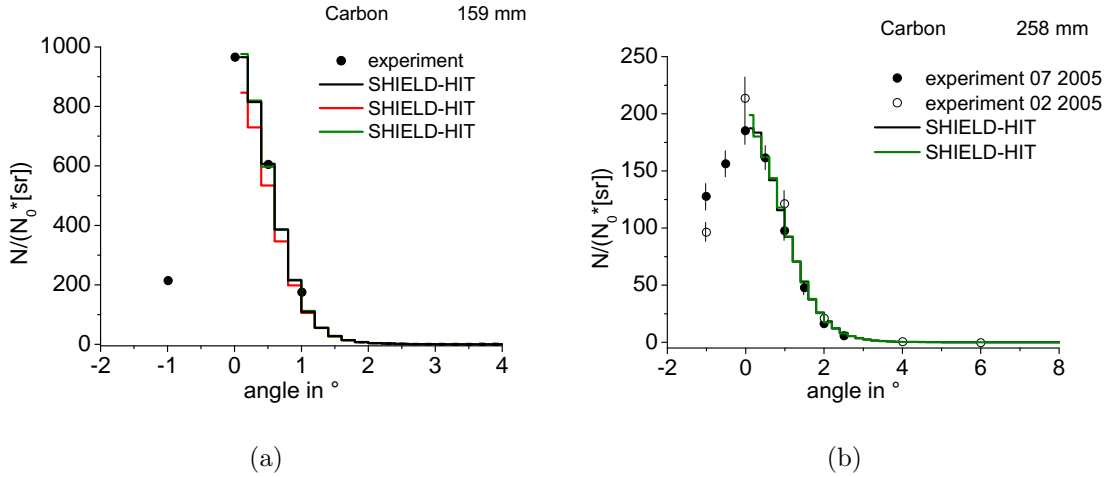 Carbon 159 mm
experiment
SHIELD-HIT
SHIELD-HIT
SHIELD-HIT
N/(N0*[sr])
1000
800
600
400
200
0
-2 -1 0 1 2 3 4
angle in °
(a)
Carbon 258 mm
experiment 07 2005
experiment 02 2005
SHIELD-HIT
SHIELD-HIT
N/(N0*[sr])
250
200
150
100
50
0
-2 0 2 4 6 8
angle in °
(b)